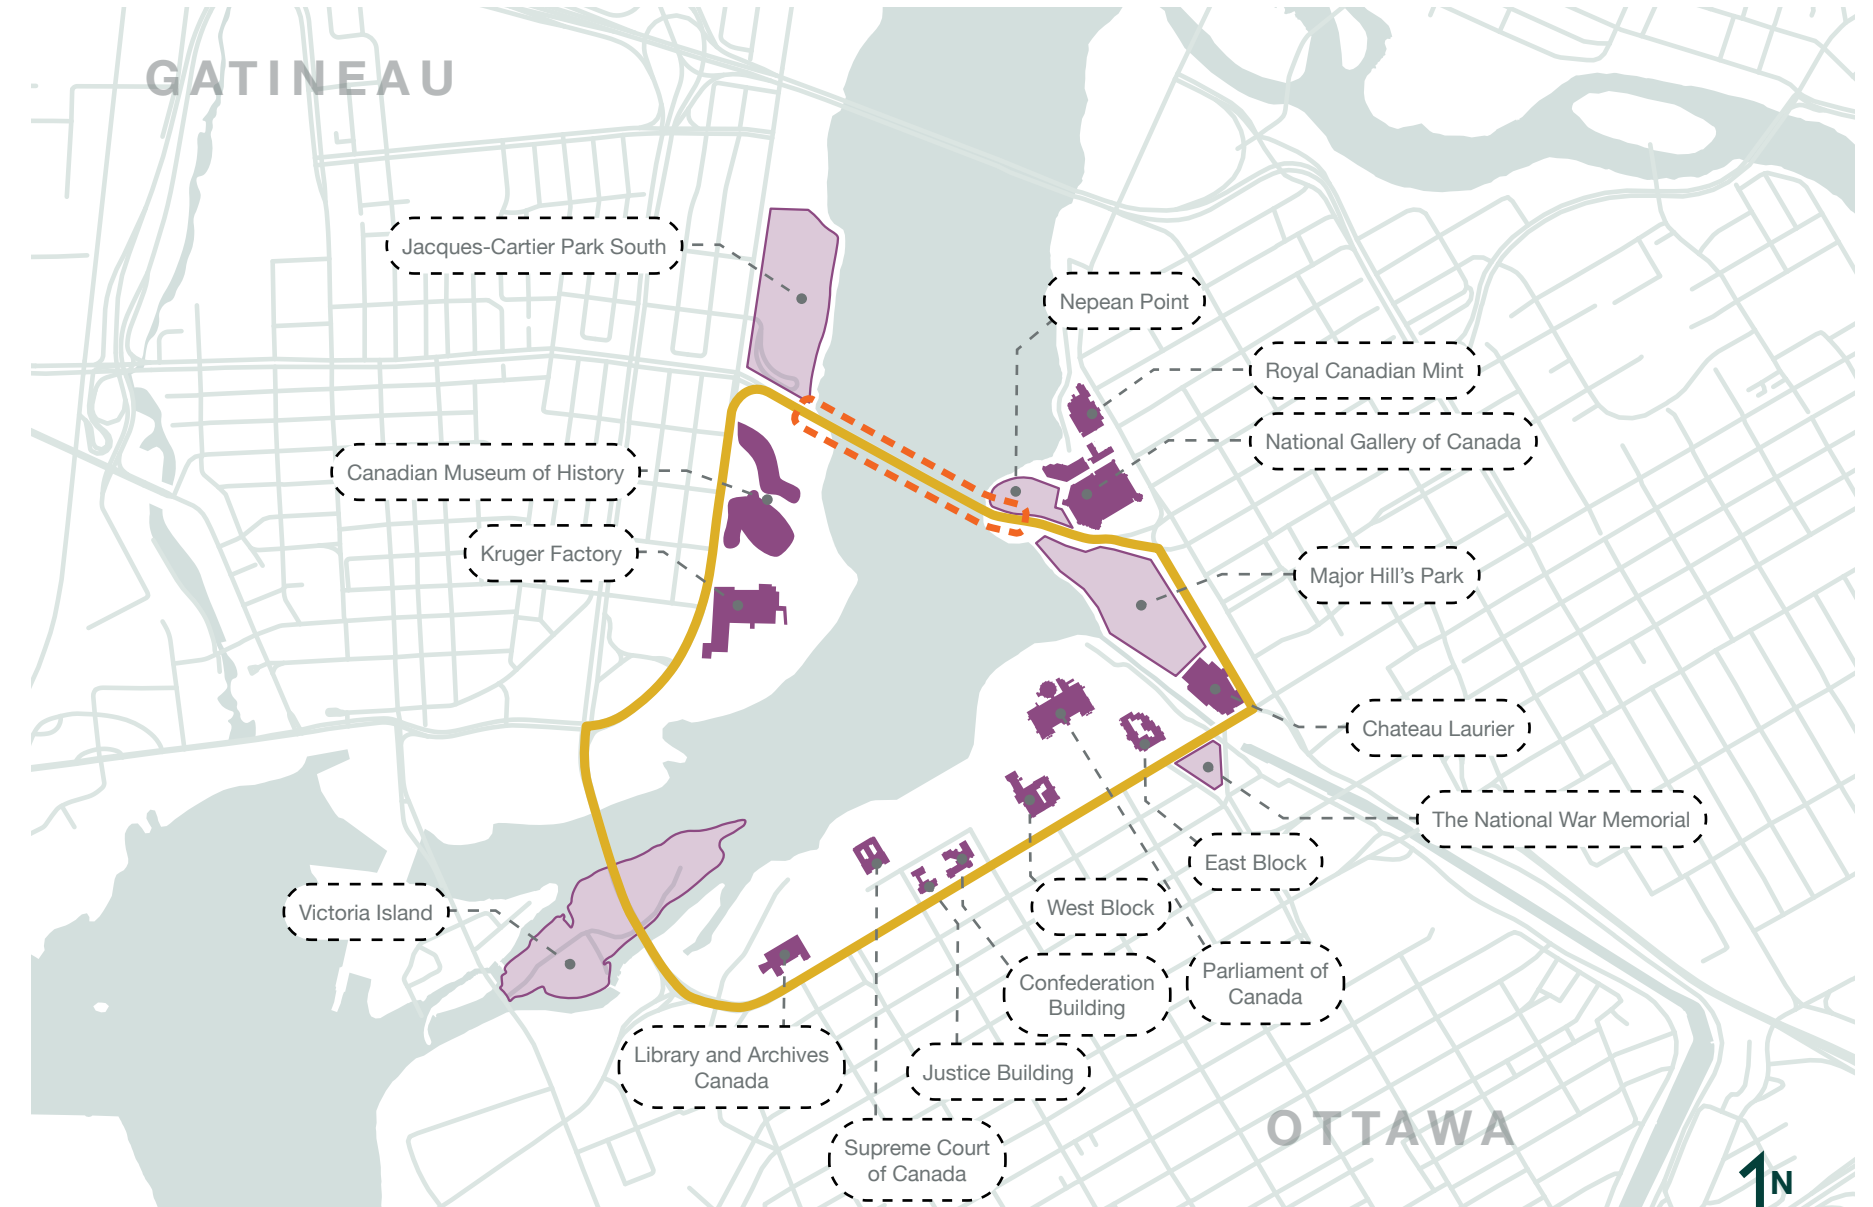 GATINEAU
Jacques-Cartier Park South
Nepean Point
Royal Canadian Mint
National Gallery of Canada
Canadian Museum of History
Kruger Factory
Major Hill's Park
Chateau Laurier
The National War Memorial
East Block
West Block
Victoria Island
Parliament of
Canada
Confederation
Building
Library and Archives
Canada
Justice Building
Supreme Court
of Canada
OTTAWA
N